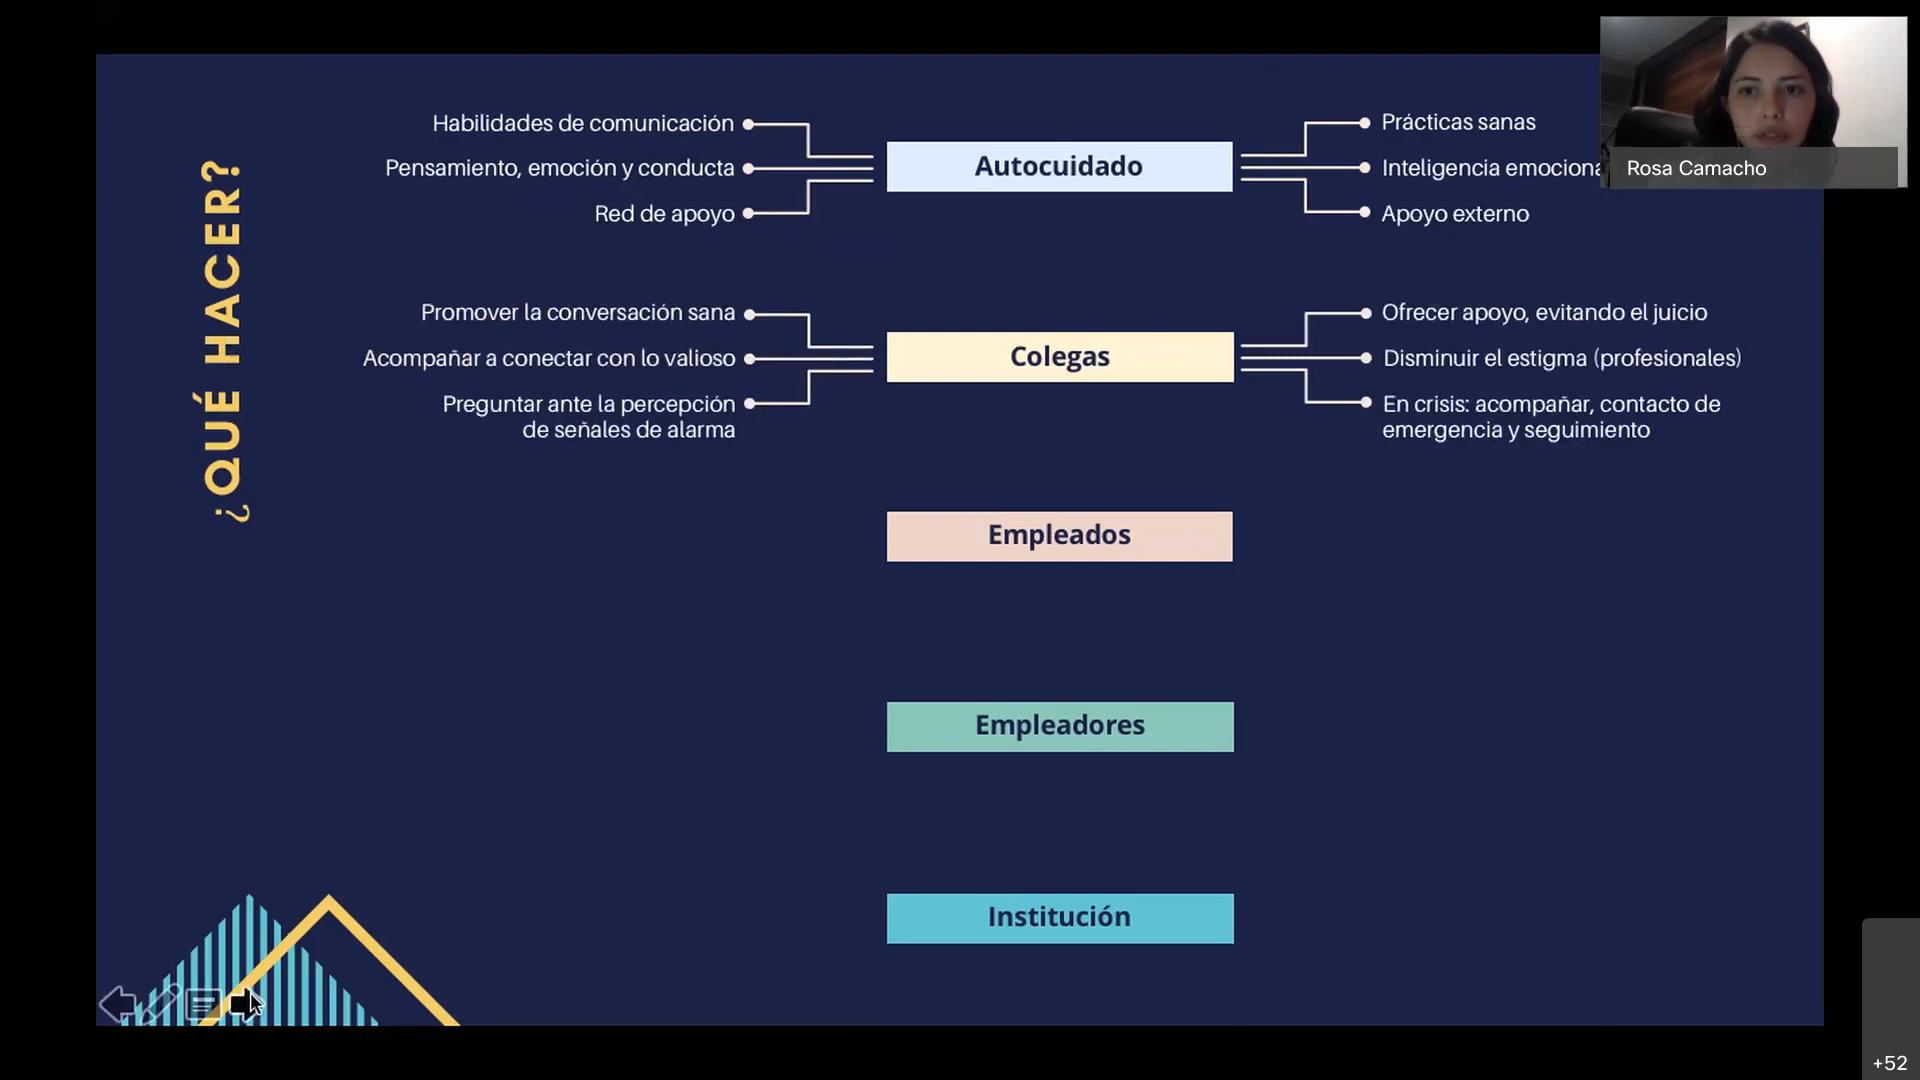 ¿QUÉ HACER?
Habilidades de comunicación
Pensamiento, emoción y conducta
Red de apoyo
Autocuidado
Prácticas sanas
Inteligencia emociona
Apoyo externo
Rosa Camacho
Promover la conversación sana
Acompañar a conectar con lo valioso
Preguntar ante la percepción
de señales de alarma
Colegas
Ofrecer apoyo, evitando el juicio
Disminuir el estigma (profesionales)
En crisis: acompañar, contacto de
emergencia y seguimiento
Empleados
Empleadores
Institución
+52